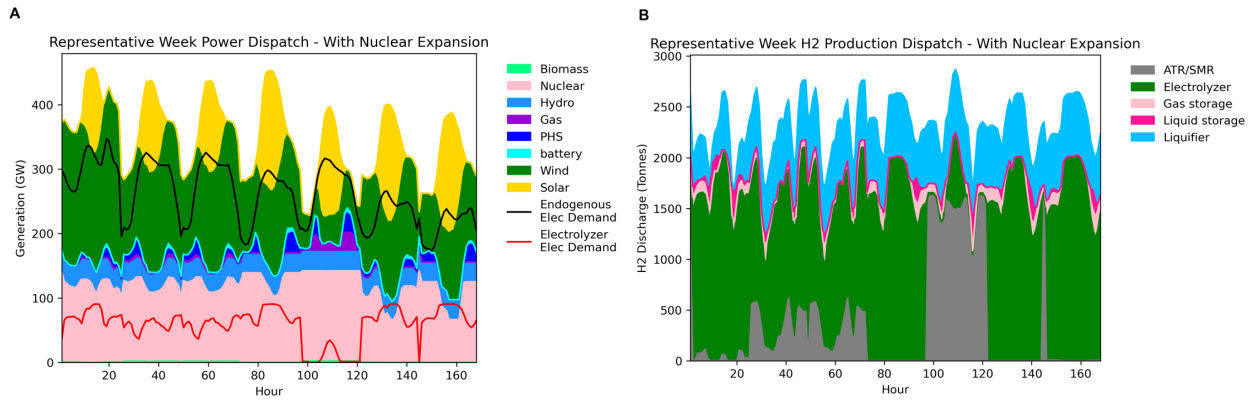 A
Representative Week Power Dispatch - With Nuclear Expansion
Generation (GW)
400
300
200
100
0
20
40
60
80
100
120
140
160
Hour
Biomass
Nuclear
Hydro
Gas
PHS
battery
Wind
Solar
Endogenous
Elec Demand
Electrolyzer
Elec Demand
B
Representative Week H2 Production Dispatch - With Nuclear Expansion
H2 Discharge (Tonnes)
3000
2500
2000
1500
1000
500
0
20
40
60
80
100
120
140
160
Hour
ATR/SMR
Electrolyzer
Gas storage
Liquid storage
Liquifier